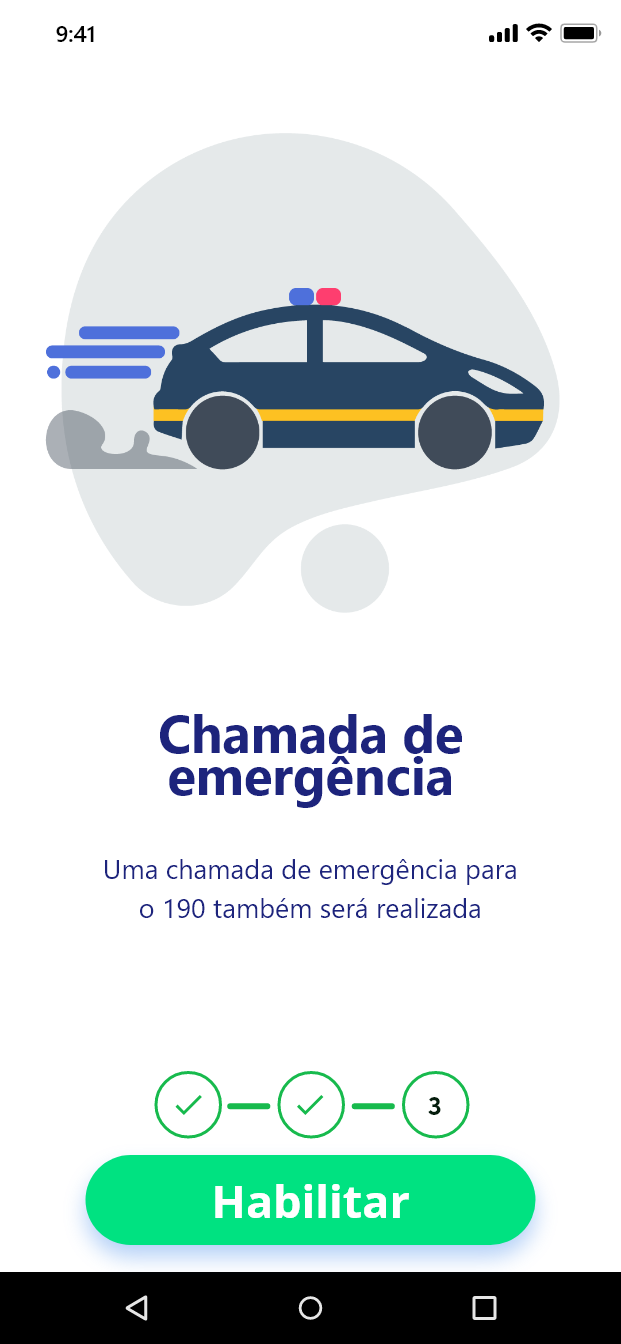 9:41
Chamada de
emergência
Uma chamada de emergência para
o 190 também será realizada
3
Habilitar